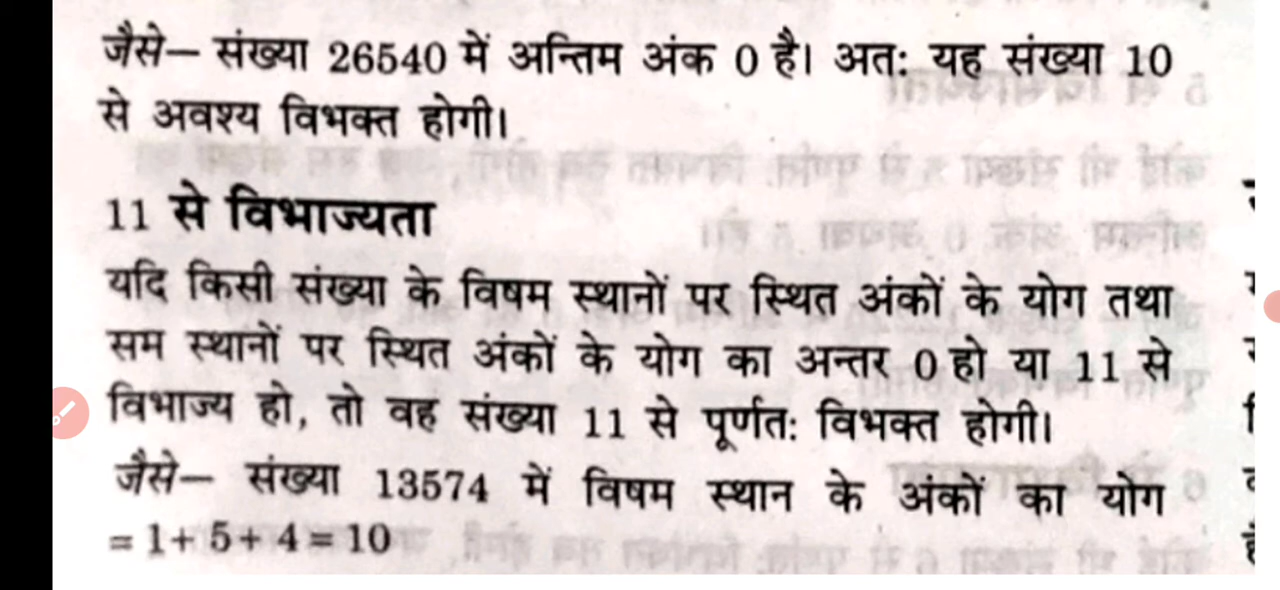 जैसे– संख्या 26540 में अन्तिम अंक 0 है। अत: यह संख्या 10
से अवश्य विभक्त होगी।
11 से विभाज्यता
यदि किसी संख्या के विषम स्थानों पर स्थित अंकों के योग तथा
सम स्थानों पर स्थित अंकों के योग का अन्तर 0 हो या 11 से
विभाज्य हो, तो वह संख्या 11 से पूर्णत: विभक्त होगी।
जैसे– संख्या 13574 में विषम स्थान के अंकों का योग
= 1+ 5+ 4 = 10